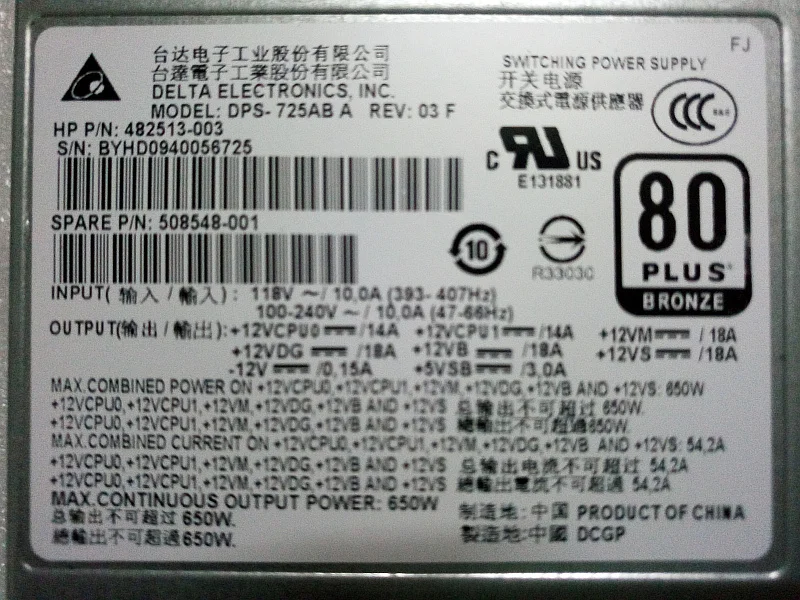 FJ
台达电子工业股份有限公司
台達電子工業股份有限公司
DELTA ELECTRONICS, INC.
MODEL: DPS-725AB A REV: 03 F
SWITCHING POWER SUPPLY
开关电源
交換式電源供應器
HP P/N: 482513-003
S/N: BYHD0940056725
C UR US
E131881
CCC S&E
80
PLUS
BRONZE
SPARE P/N: 508548-001
10
R33030
INPUT( 输入 / 輸入) : 118V ~/ 10,0A (393- 407Hz)
100-240V ~/ 10,0A (47-66Hz)
OUTPUT(输出 / 輸出):+12VCPU0 ⎓ /14A +12VCPU1 ⎓ /14A +12VM ⎓ / 18A
+12VDG ⎓ /18A +12VB ⎓ /18A +12VS ⎓ /18A
-12V ⎓ /0,15A +5VSB ⎓ /3,0A
MAX.COMBINED POWER ON +12VCPU0,+12VCPU1,+12VM,+12VDG,+12VB AND +12VS: 650W
+12VCPU0,+12VCPU1,+12VM,+12VDG,+12VB AND +12VS 总输出不可超过 650W.
+12VCPU0,+12VCPU1,+12VM,+12VDG,+12VB AND +12VS 總輸出不可超過650W.
MAX.COMBINED CURRENT ON +12VCPU0,+12VCPU1,+12VM,+12VDG,+12VB AND +12VS: 54,2A
+12VCPU0,+12VCPU1,+12VM,+12VDG,+12VB AND +12VS 总输出电流不可超过 54,2A
+12VCPU0,+12VCPU1,+12VM,+12VDG,+12VB AND +12VS 總輸出電流不可超過 54,2A
MAX.CONTINUOUS OUTPUT POWER: 650W
总输出不可超过 650W.
總輸出不可超過650W.
制造地: 中国 PRODUCT OF CHINA
製造地:中國 DCGP